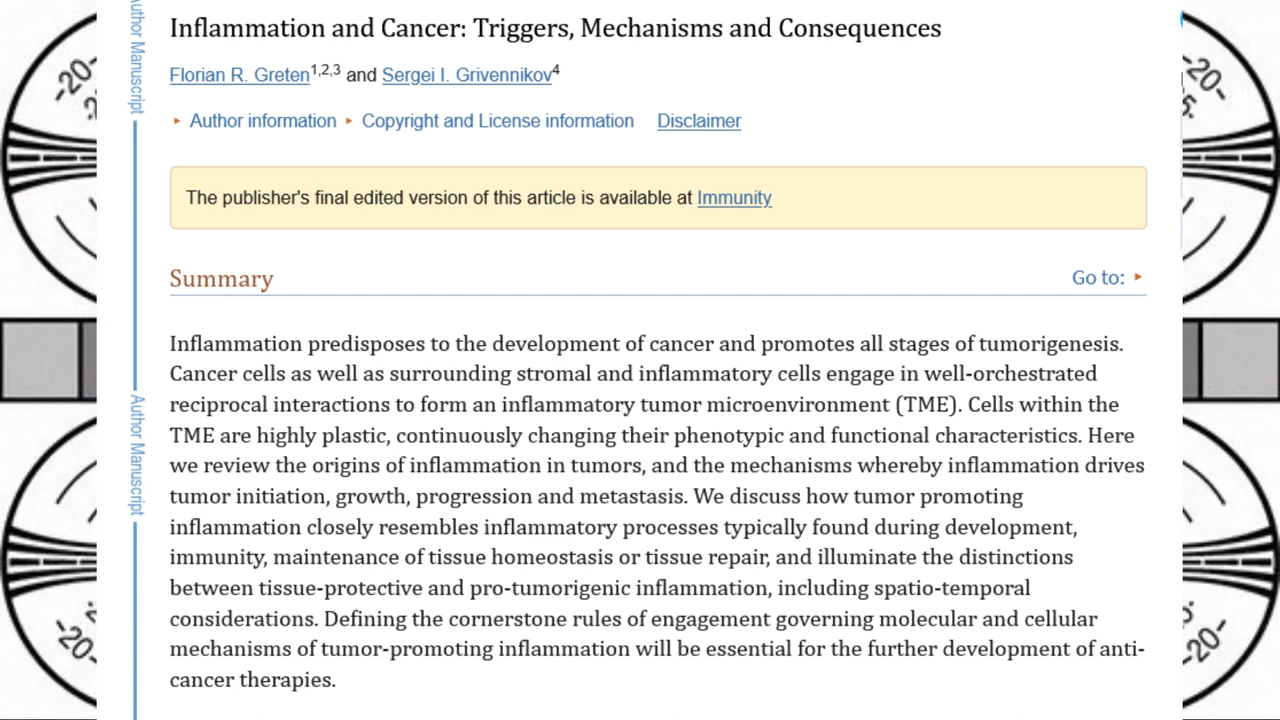 Inflammation and Cancer: Triggers, Mechanisms and Consequences
Florian R. Greten1,2,3 and Sergei I. Grivennikov4
▸ Author information ▸ Copyright and License information Disclaimer
The publisher's final edited version of this article is available at Immunity
Summary
Go to: ▸
Inflammation predisposes to the development of cancer and promotes all stages of tumorigenesis.
Cancer cells as well as surrounding stromal and inflammatory cells engage in well-orchestrated
reciprocal interactions to form an inflammatory tumor microenvironment (TME). Cells within the
TME are highly plastic, continuously changing their phenotypic and functional characteristics. Here
we review the origins of inflammation in tumors, and the mechanisms whereby inflammation drives
tumor initiation, growth, progression and metastasis. We discuss how tumor promoting
inflammation closely resembles inflammatory processes typically found during development,
immunity, maintenance of tissue homeostasis or tissue repair, and illuminate the distinctions
between tissue-protective and pro-tumorigenic inflammation, including spatio-temporal
considerations. Defining the cornerstone rules of engagement governing molecular and cellular
mechanisms of tumor-promoting inflammation will be essential for the further development of anti-
cancer therapies.
Author Manuscript
Author Manuscript
-20-
-20-
-20-
-20-